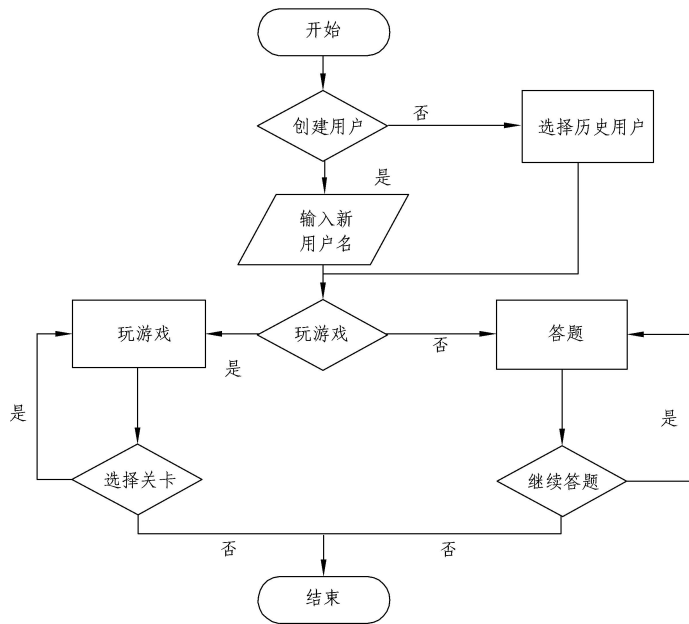 开始
创建用户
否
选择历史用户
是
输入新
用户名
玩游戏
玩游戏
答题
是
否
是
是
选择关卡
继续答题
否
否
结束